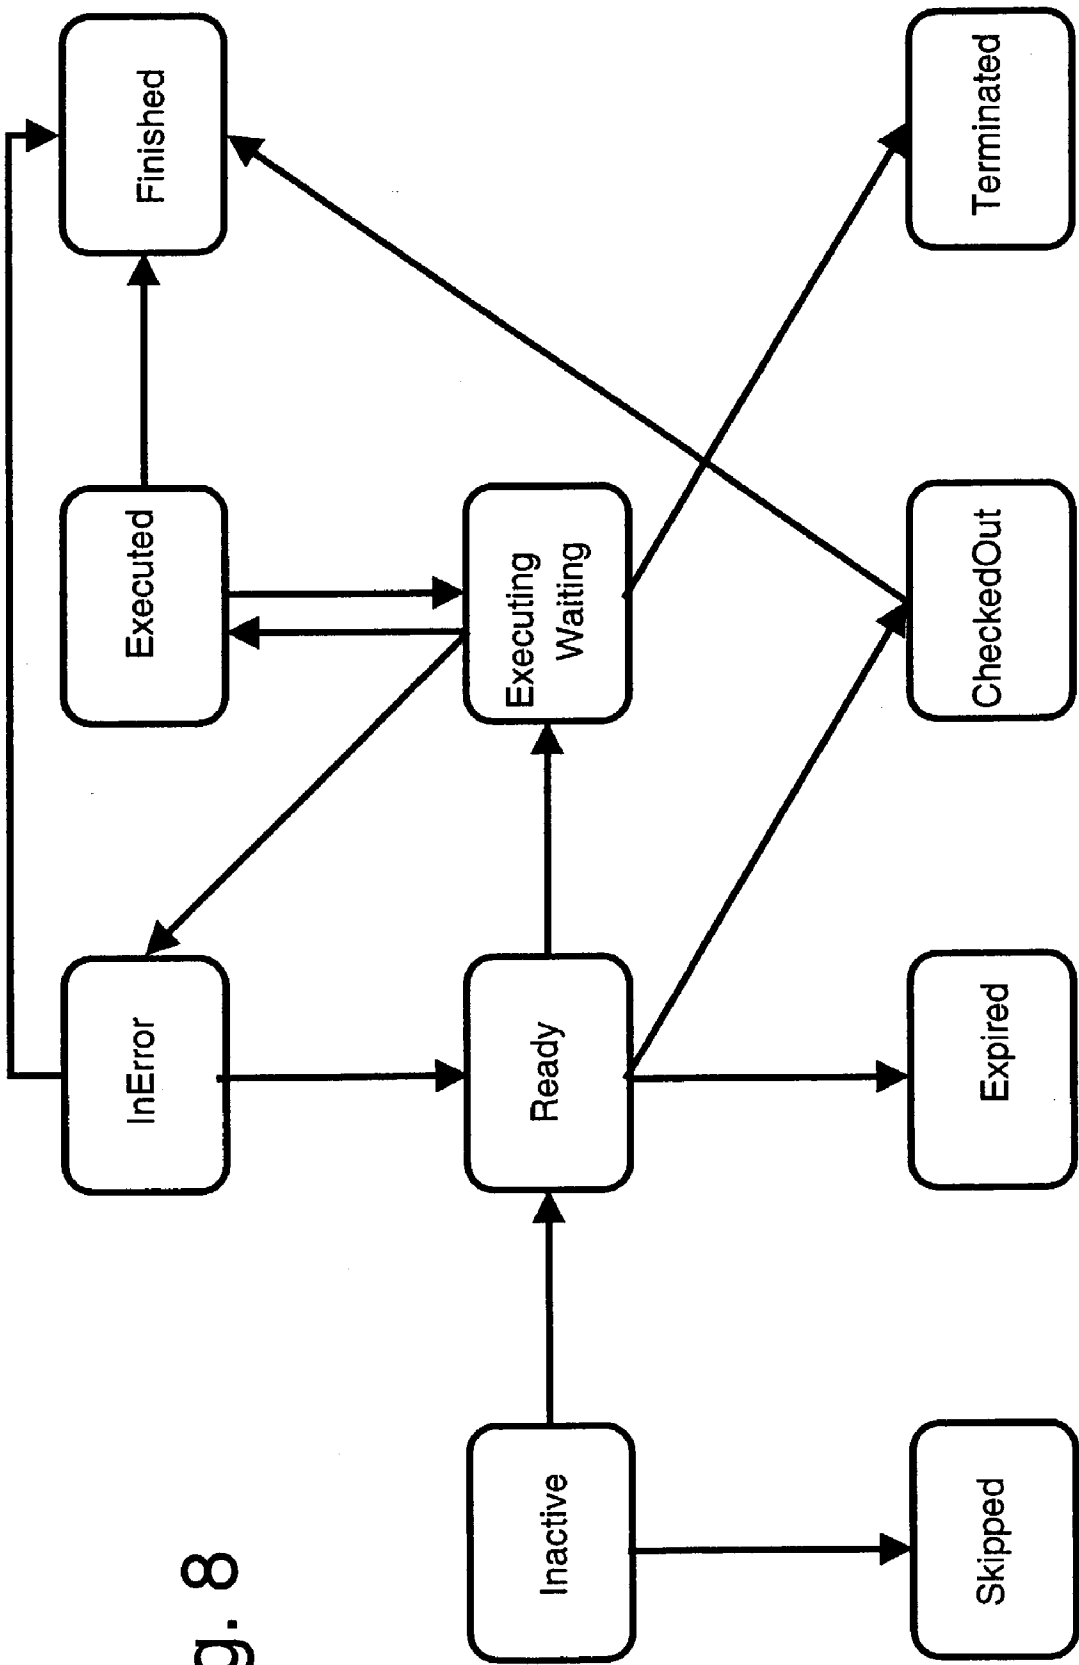 InError
Executed
Finished
Inactive
Ready
Executing
Waiting
Skipped
Expired
CheckedOut
Terminated
g. 8